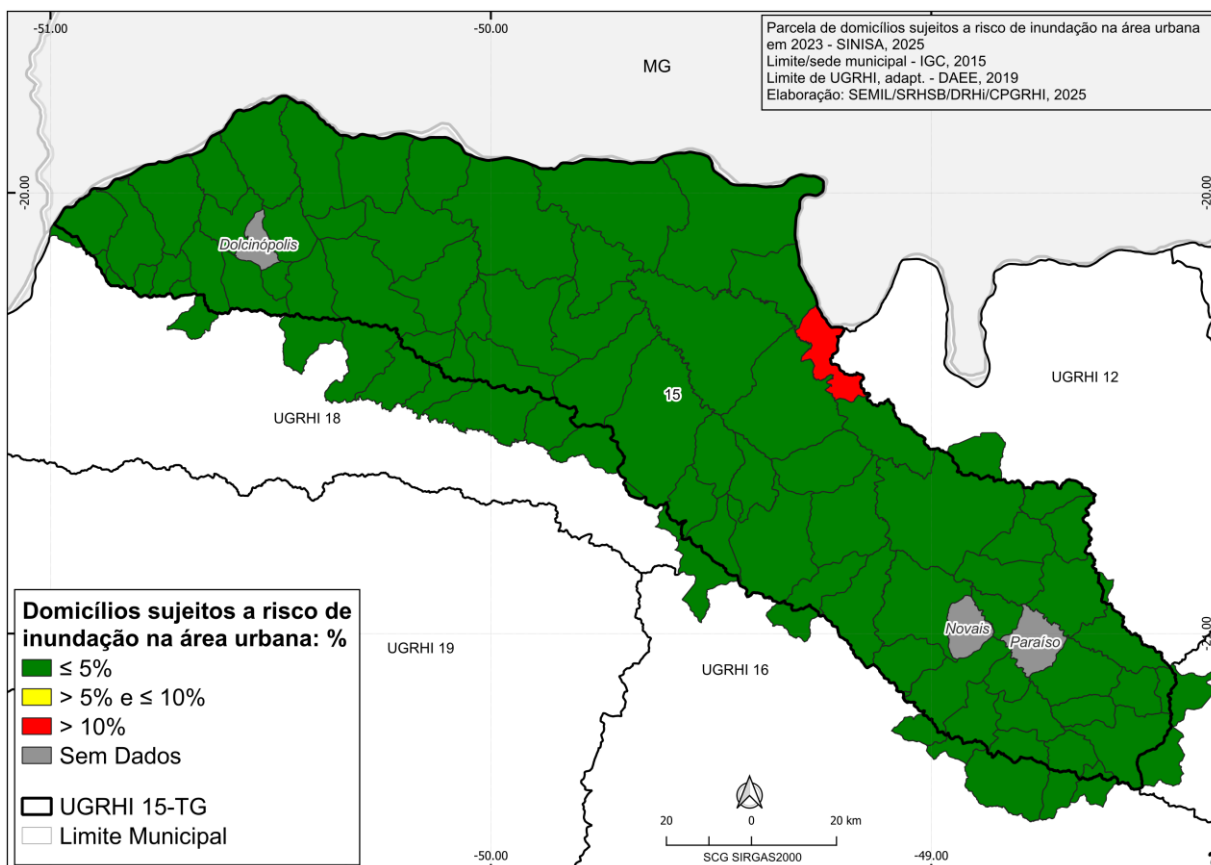 -51.00
-50.00
Parcela de domicílios sujeitos a risco de inundação na área urbana
em 2023 - SINISA, 2025
Limite/sede municipal - IGC, 2015
Limite de UGRHI, adapt. - DAEE, 2019
Elaboração: SEMIL/SRHSB/DRHi/CPGRHI, 2025
MG
-20.00
-20.00
Dolcinópolis
UGRHI 12
15
UGRHI 18
Novais
Paraíso
UGRHI 19
UGRHI 16
Domicílios sujeitos a risco de
inundação na área urbana: %
≤ 5%
> 5% e ≤ 10%
> 10%
Sem Dados
UGRHI 15-TG
Limite Municipal
20 0 20 km
SCG SIRGAS2000
-50.00
-49.00